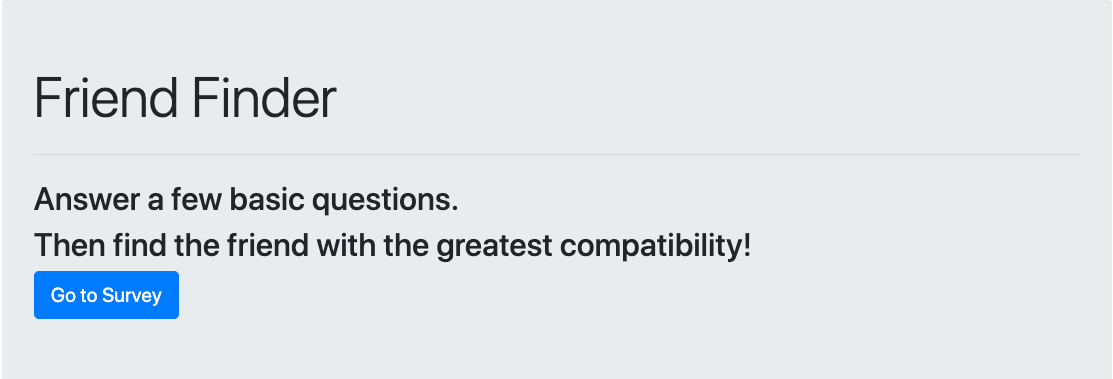 Friend Finder
Answer a few basic questions.
Then find the friend with the greatest compatibility!
Go to Survey